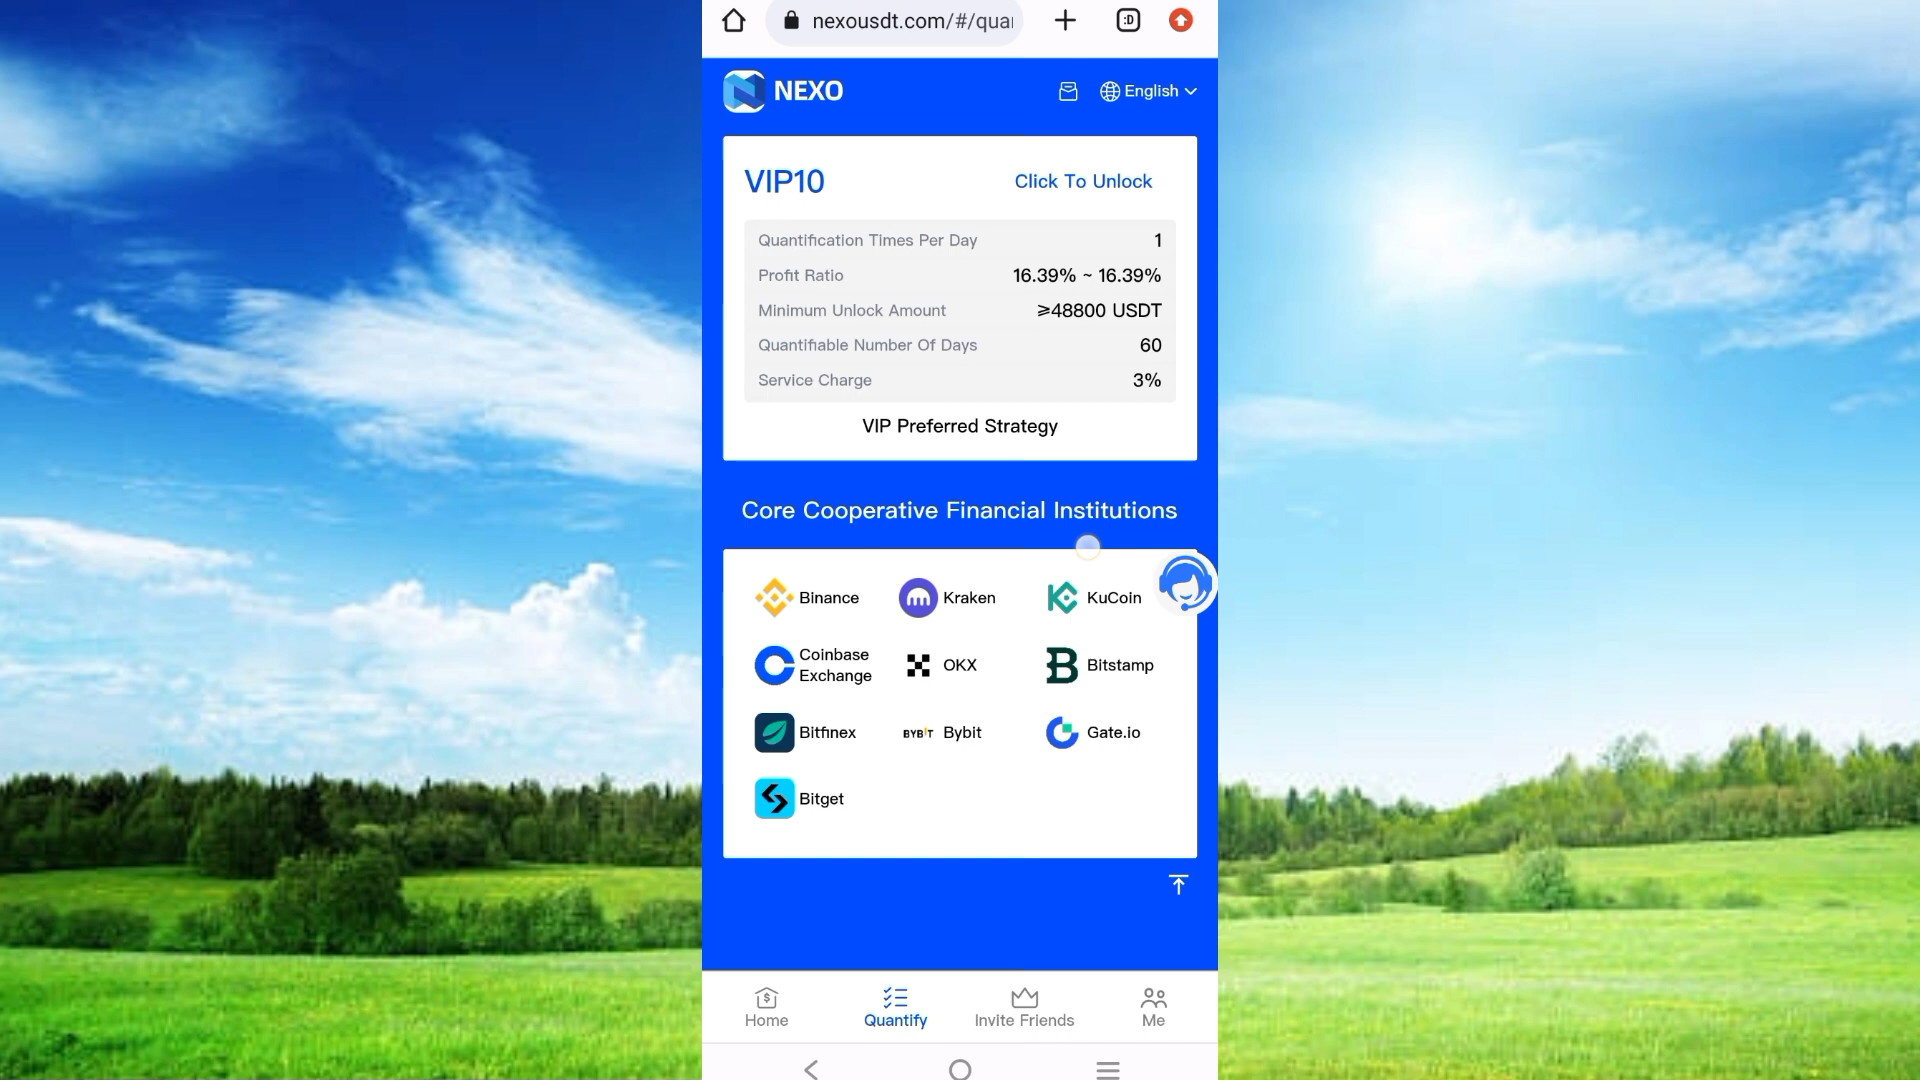 :D
nexousdt.com/#/qua
NEXO
English
VIP10
Click To Unlock
Quantification Times Per Day 1
Profit Ratio 16.39% ~ 16.39%
Minimum Unlock Amount ⩾48800 USDT
Quantifiable Number Of Days 60
Service Charge 3%
VIP Preferred Strategy
Core Cooperative Financial Institutions
Binance
Kraken
KuCoin
Coinbase
Exchange
OKX
Bitstamp
Bitfinex
BYBIT Bybit
Gate.io
Bitget
Home
Quantify
Invite Friends
Me